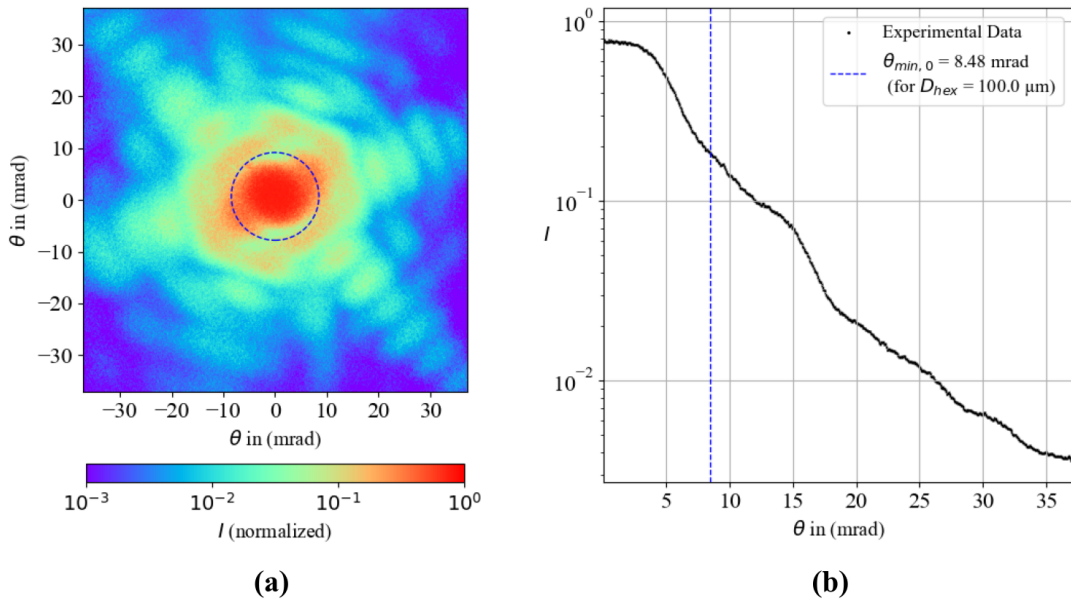 30
20
10
0
−10
−20
−30
θ in (mrad)
−30 −20 −10 0 10 20 30
θ in (mrad)
10⁻³ 10⁻² 10⁻¹ 10⁰
I (normalized)
(a)
10⁰
10⁻¹
10⁻²
I
Experimental Data
θmin, 0 = 8.48 mrad
(for Dhex = 100.0 µm)
5 10 15 20 25 30 35
θ in (mrad)
(b)